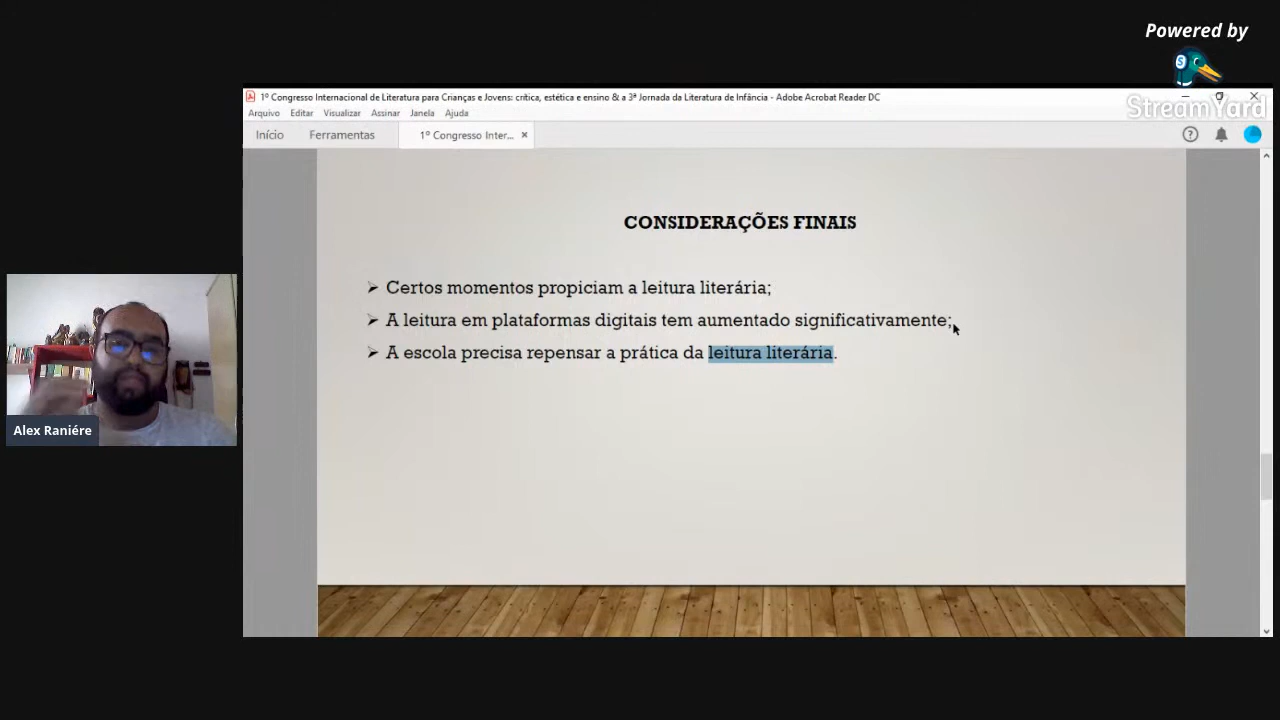 Powered by
S
StreamYard
1º Congresso Internacional de Literatura para Crianças e Jovens: crítica, estética e ensino & a 3ª Jornada da Literatura de Infância - Adobe Acrobat Reader DC
Arquivo Editar Visualizar Assinar Janela Ajuda
Início Ferramentas 1º Congresso Inter... ×
CONSIDERAÇÕES FINAIS
➢ Certos momentos propiciam a leitura literária;
➢ A leitura em plataformas digitais tem aumentado significativamente;
➢ A escola precisa repensar a prática da leitura literária.
Alex Raniére